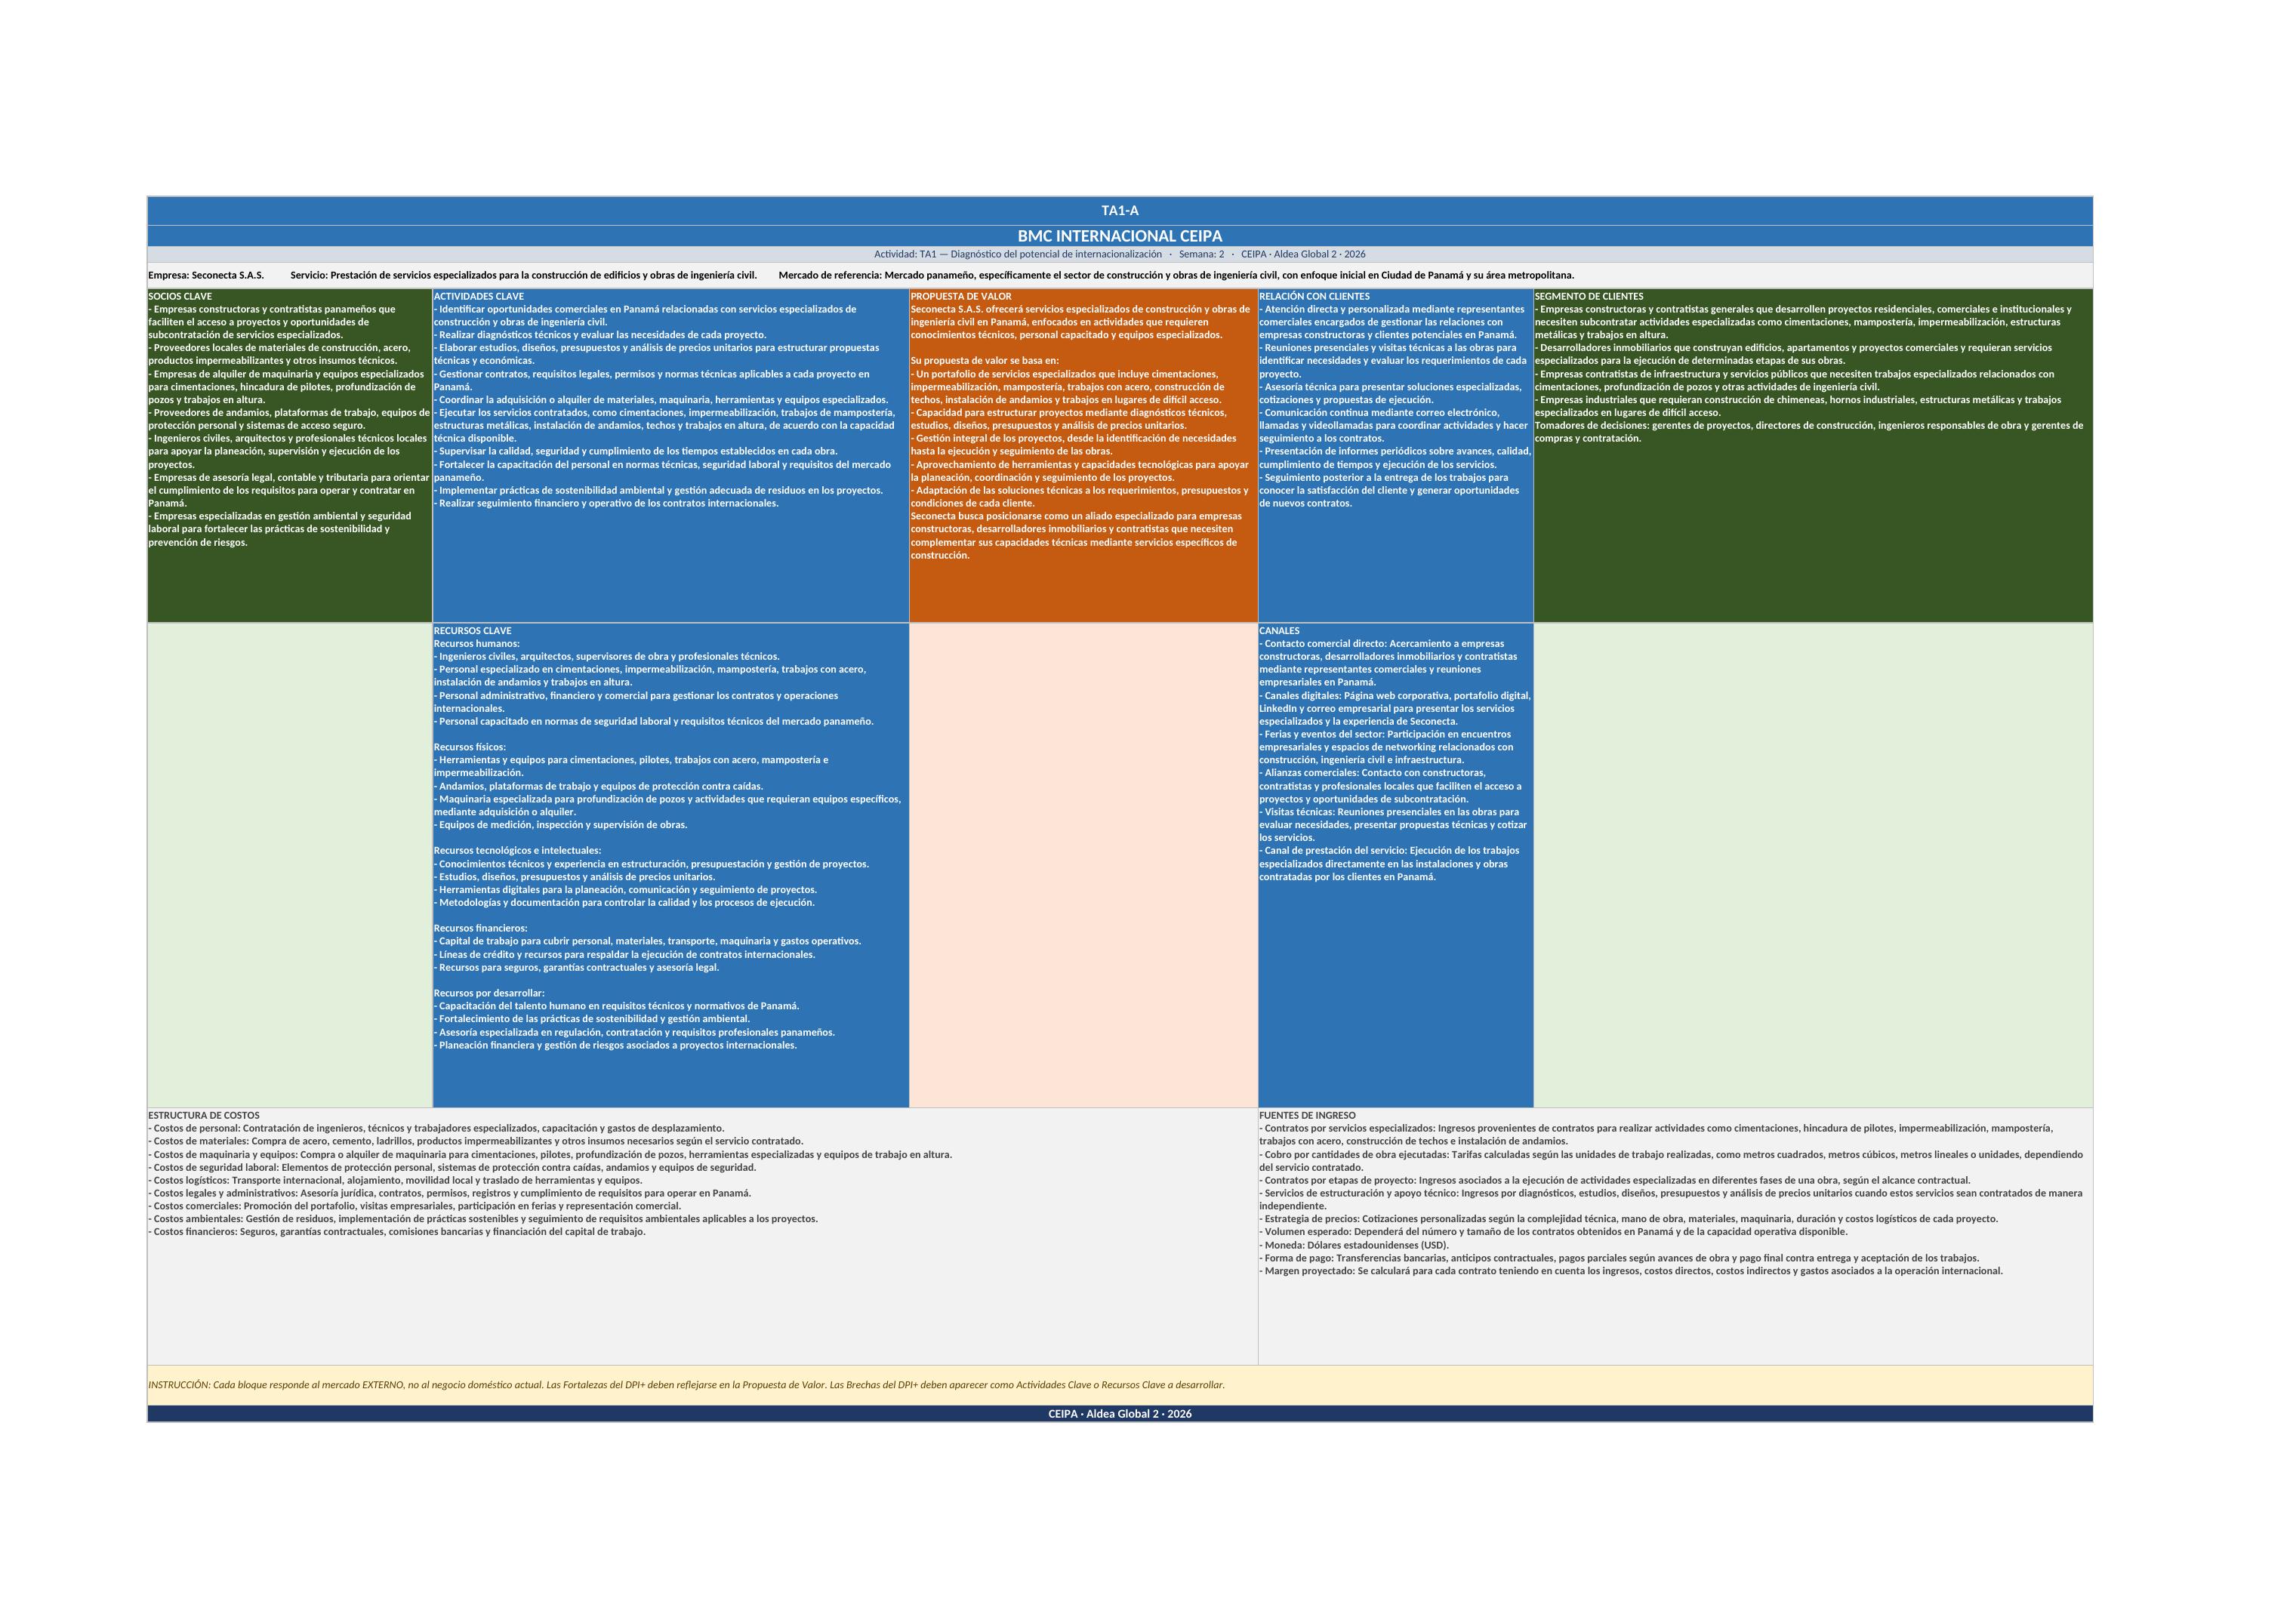 TA1-A
BMC INTERNACIONAL CEIPA
Actividad: TA1 — Diagnóstico del potencial de internacionalización · Semana: 2 · CEIPA · Aldea Global 2 · 2026
Empresa: Seconecta S.A.S. Servicio: Prestación de servicios especializados para la construcción de edificios y obras de ingeniería civil. Mercado de referencia: Mercado panameño, específicamente el sector de construcción y obras de ingeniería civil, con enfoque inicial en Ciudad de Panamá y su área metropolitana.
SOCIOS CLAVE
- Empresas constructoras y contratistas panameños que
faciliten el acceso a proyectos y oportunidades de
subcontratación de servicios especializados.
- Proveedores locales de materiales de construcción, acero,
productos impermeabilizantes y otros insumos técnicos.
- Empresas de alquiler de maquinaria y equipos especializados
para cimentaciones, hincadura de pilotes, profundización de
pozos y trabajos en altura.
- Proveedores de andamios, plataformas de trabajo, equipos de
protección personal y sistemas de acceso seguro.
- Ingenieros civiles, arquitectos y profesionales técnicos locales
para apoyar la planeación, supervisión y ejecución de los
proyectos.
- Empresas de asesoría legal, contable y tributaria para orientar
el cumplimiento de los requisitos para operar y contratar en
Panamá.
- Empresas especializadas en gestión ambiental y seguridad
laboral para fortalecer las prácticas de sostenibilidad y
prevención de riesgos.
ACTIVIDADES CLAVE
- Identificar oportunidades comerciales en Panamá relacionadas con servicios especializados de
construcción y obras de ingeniería civil.
- Realizar diagnósticos técnicos y evaluar las necesidades de cada proyecto.
- Elaborar estudios, diseños, presupuestos y análisis de precios unitarios para estructurar propuestas
técnicas y económicas.
- Gestionar contratos, requisitos legales, permisos y normas técnicas aplicables a cada proyecto en
Panamá.
- Coordinar la adquisición o alquiler de materiales, maquinaria, herramientas y equipos especializados.
- Ejecutar los servicios contratados, como cimentaciones, impermeabilización, trabajos de mampostería,
estructuras metálicas, instalación de andamios, techos y trabajos en altura, de acuerdo con la capacidad
técnica disponible.
- Supervisar la calidad, seguridad y cumplimiento de los tiempos establecidos en cada obra.
- Fortalecer la capacitación del personal en normas técnicas, seguridad laboral y requisitos del mercado
panameño.
- Implementar prácticas de sostenibilidad ambiental y gestión adecuada de residuos en los proyectos.
- Realizar seguimiento financiero y operativo de los contratos internacionales.
PROPUESTA DE VALOR
Seconecta S.A.S. ofrecerá servicios especializados de construcción y obras de
ingeniería civil en Panamá, enfocados en actividades que requieren
conocimientos técnicos, personal capacitado y equipos especializados.
Su propuesta de valor se basa en:
- Un portafolio de servicios especializados que incluye cimentaciones,
impermeabilización, mampostería, trabajos con acero, construcción de
techos, instalación de andamios y trabajos en lugares de difícil acceso.
- Capacidad para estructurar proyectos mediante diagnósticos técnicos,
estudios, diseños, presupuestos y análisis de precios unitarios.
- Gestión integral de los proyectos, desde la identificación de necesidades
hasta la ejecución y seguimiento de las obras.
- Aprovechamiento de herramientas y capacidades tecnológicas para apoyar
la planeación, coordinación y seguimiento de los proyectos.
- Adaptación de las soluciones técnicas a los requerimientos, presupuestos y
condiciones de cada cliente.
Seconecta busca posicionarse como un aliado especializado para empresas
constructoras, desarrolladores inmobiliarios y contratistas que necesiten
complementar sus capacidades técnicas mediante servicios específicos de
construcción.
RELACIÓN CON CLIENTES
- Atención directa y personalizada mediante representantes
comerciales encargados de gestionar las relaciones con
empresas constructoras y clientes potenciales en Panamá.
- Reuniones presenciales y visitas técnicas a las obras para
identificar necesidades y evaluar los requerimientos de cada
proyecto.
- Asesoría técnica para presentar soluciones especializadas,
cotizaciones y propuestas de ejecución.
- Comunicación continua mediante correo electrónico,
llamadas y videollamadas para coordinar actividades y hacer
seguimiento a los contratos.
- Presentación de informes periódicos sobre avances, calidad,
cumplimiento de tiempos y ejecución de los servicios.
- Seguimiento posterior a la entrega de los trabajos para
conocer la satisfacción del cliente y generar oportunidades
de nuevos contratos.
SEGMENTO DE CLIENTES
- Empresas constructoras y contratistas generales que desarrollen proyectos residenciales, comerciales e institucionales y
necesiten subcontratar actividades especializadas como cimentaciones, mampostería, impermeabilización, estructuras
metálicas y trabajos en altura.
- Desarrolladores inmobiliarios que construyan edificios, apartamentos y proyectos comerciales y requieran servicios
especializados para la ejecución de determinadas etapas de sus obras.
- Empresas contratistas de infraestructura y servicios públicos que necesiten trabajos especializados relacionados con
cimentaciones, profundización de pozos y otras actividades de ingeniería civil.
- Empresas industriales que requieran construcción de chimeneas, hornos industriales, estructuras metálicas y trabajos
especializados en lugares de difícil acceso.
Tomadores de decisiones: gerentes de proyectos, directores de construcción, ingenieros responsables de obra y gerentes de
compras y contratación.
RECURSOS CLAVE
Recursos humanos:
- Ingenieros civiles, arquitectos, supervisores de obra y profesionales técnicos.
- Personal especializado en cimentaciones, impermeabilización, mampostería, trabajos con acero,
instalación de andamios y trabajos en altura.
- Personal administrativo, financiero y comercial para gestionar los contratos y operaciones
internacionales.
- Personal capacitado en normas de seguridad laboral y requisitos técnicos del mercado panameño.
Recursos físicos:
- Herramientas y equipos para cimentaciones, pilotes, trabajos con acero, mampostería e
impermeabilización.
- Andamios, plataformas de trabajo y equipos de protección contra caídas.
- Maquinaria especializada para profundización de pozos y actividades que requieran equipos específicos,
mediante adquisición o alquiler.
- Equipos de medición, inspección y supervisión de obras.
Recursos tecnológicos e intelectuales:
- Conocimientos técnicos y experiencia en estructuración, presupuestación y gestión de proyectos.
- Estudios, diseños, presupuestos y análisis de precios unitarios.
- Herramientas digitales para la planeación, comunicación y seguimiento de proyectos.
- Metodologías y documentación para controlar la calidad y los procesos de ejecución.
Recursos financieros:
- Capital de trabajo para cubrir personal, materiales, transporte, maquinaria y gastos operativos.
- Líneas de crédito y recursos para respaldar la ejecución de contratos internacionales.
- Recursos para seguros, garantías contractuales y asesoría legal.
Recursos por desarrollar:
- Capacitación del talento humano en requisitos técnicos y normativos de Panamá.
- Fortalecimiento de las prácticas de sostenibilidad y gestión ambiental.
- Asesoría especializada en regulación, contratación y requisitos profesionales panameños.
- Planeación financiera y gestión de riesgos asociados a proyectos internacionales.
CANALES
- Contacto comercial directo: Acercamiento a empresas
constructoras, desarrolladores inmobiliarios y contratistas
mediante representantes comerciales y reuniones
empresariales en Panamá.
- Canales digitales: Página web corporativa, portafolio digital,
LinkedIn y correo empresarial para presentar los servicios
especializados y la experiencia de Seconecta.
- Ferias y eventos del sector: Participación en encuentros
empresariales y espacios de networking relacionados con
construcción, ingeniería civil e infraestructura.
- Alianzas comerciales: Contacto con constructoras,
contratistas y profesionales locales que faciliten el acceso a
proyectos y oportunidades de subcontratación.
- Visitas técnicas: Reuniones presenciales en las obras para
evaluar necesidades, presentar propuestas técnicas y cotizar
los servicios.
- Canal de prestación del servicio: Ejecución de los trabajos
especializados directamente en las instalaciones y obras
contratadas por los clientes en Panamá.
ESTRUCTURA DE COSTOS
- Costos de personal: Contratación de ingenieros, técnicos y trabajadores especializados, capacitación y gastos de desplazamiento.
- Costos de materiales: Compra de acero, cemento, ladrillos, productos impermeabilizantes y otros insumos necesarios según el servicio contratado.
- Costos de maquinaria y equipos: Compra o alquiler de maquinaria para cimentaciones, pilotes, profundización de pozos, herramientas especializadas y equipos de trabajo en altura.
- Costos de seguridad laboral: Elementos de protección personal, sistemas de protección contra caídas, andamios y equipos de seguridad.
- Costos logísticos: Transporte internacional, alojamiento, movilidad local y traslado de herramientas y equipos.
- Costos legales y administrativos: Asesoría jurídica, contratos, permisos, registros y cumplimiento de requisitos para operar en Panamá.
- Costos comerciales: Promoción del portafolio, visitas empresariales, participación en ferias y representación comercial.
- Costos ambientales: Gestión de residuos, implementación de prácticas sostenibles y seguimiento de requisitos ambientales aplicables a los proyectos.
- Costos financieros: Seguros, garantías contractuales, comisiones bancarias y financiación del capital de trabajo.
FUENTES DE INGRESO
- Contratos por servicios especializados: Ingresos provenientes de contratos para realizar actividades como cimentaciones, hincadura de pilotes, impermeabilización, mampostería,
trabajos con acero, construcción de techos e instalación de andamios.
- Cobro por cantidades de obra ejecutadas: Tarifas calculadas según las unidades de trabajo realizadas, como metros cuadrados, metros cúbicos, metros lineales o unidades, dependiendo
del servicio contratado.
- Contratos por etapas de proyecto: Ingresos asociados a la ejecución de actividades especializadas en diferentes fases de una obra, según el alcance contractual.
- Servicios de estructuración y apoyo técnico: Ingresos por diagnósticos, estudios, diseños, presupuestos y análisis de precios unitarios cuando estos servicios sean contratados de manera
independiente.
- Estrategia de precios: Cotizaciones personalizadas según la complejidad técnica, mano de obra, materiales, maquinaria, duración y costos logísticos de cada proyecto.
- Volumen esperado: Dependerá del número y tamaño de los contratos obtenidos en Panamá y de la capacidad operativa disponible.
- Moneda: Dólares estadounidenses (USD).
- Forma de pago: Transferencias bancarias, anticipos contractuales, pagos parciales según avances de obra y pago final contra entrega y aceptación de los trabajos.
- Margen proyectado: Se calculará para cada contrato teniendo en cuenta los ingresos, costos directos, costos indirectos y gastos asociados a la operación internacional.
INSTRUCCIÓN: Cada bloque responde al mercado EXTERNO, no al negocio doméstico actual. Las Fortalezas del DPI+ deben reflejarse en la Propuesta de Valor. Las Brechas del DPI+ deben aparecer como Actividades Clave o Recursos Clave a desarrollar.
CEIPA · Aldea Global 2 · 2026